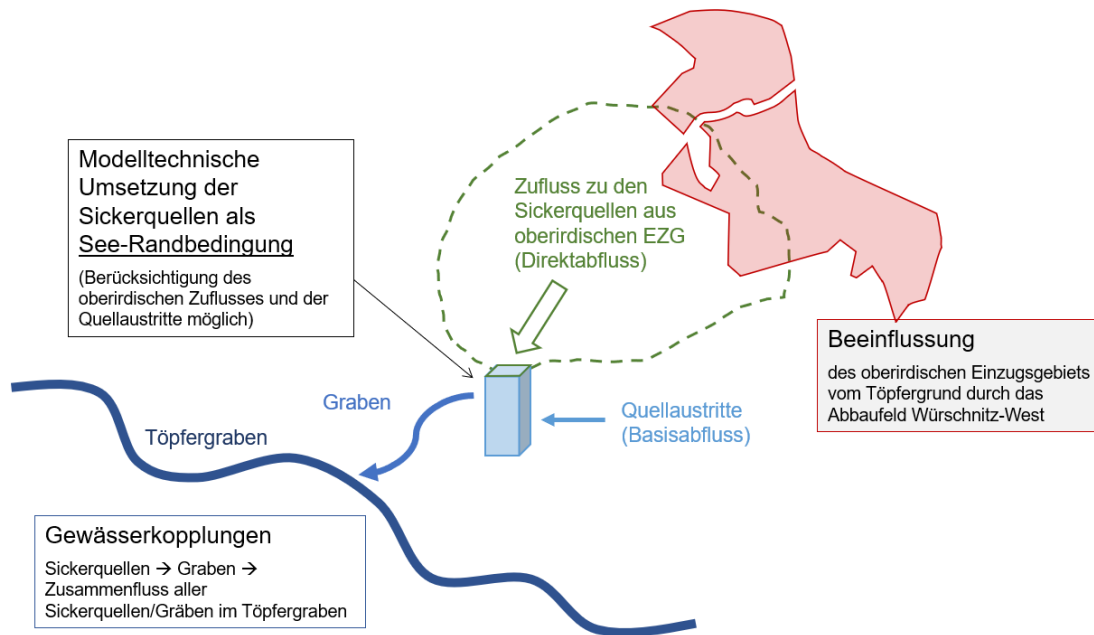 Modelltechnische
Umsetzung der
Sickerquellen als
See-Randbedingung
(Berücksichtigung des
oberirdischen Zuflusses und der
Quellaustritte möglich)
Zufluss zu den
Sickerquellen aus
oberirdischen EZG
(Direktabfluss)
Beeinflussung
des oberirdischen Einzugsgebiets
vom Töpfergrund durch das
Abbaufeld Würschnitz-West
Graben
Quellaustritte
(Basisabfluss)
Töpfergraben
Gewässerkopplungen
Sickerquellen → Graben →
Zusammenfluss aller
Sickerquellen/Gräben im Töpfergraben